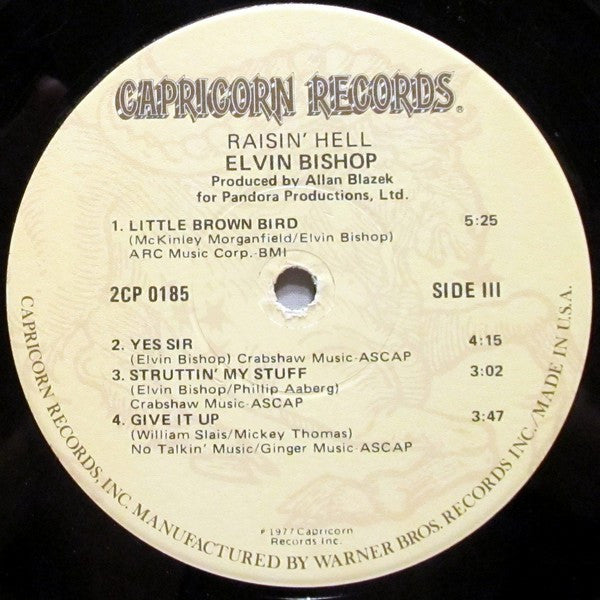 CAPRICORN RECORDS®
RAISIN' HELL
ELVIN BISHOP
Produced by Allan Blazek
for Pandora Productions, Ltd.
1. LITTLE BROWN BIRD 5:25
(McKinley Morganfield/Elvin Bishop)
ARC Music Corp.-BMI
2CP 0185 SIDE III
2. YES SIR 4:15
(Elvin Bishop) Crabshaw Music-ASCAP
3. STRUTTIN' MY STUFF 3:02
(Elvin Bishop/Phillip Aaberg)
Crabshaw Music-ASCAP
4. GIVE IT UP 3:47
(William Slais/Mickey Thomas)
No Talkin' Music/Ginger Music-ASCAP
℗1977 Capricorn
Records Inc.
CAPRICORN RECORDS, INC. MANUFACTURED BY WARNER BROS. RECORDS INC./MADE IN U.S.A.